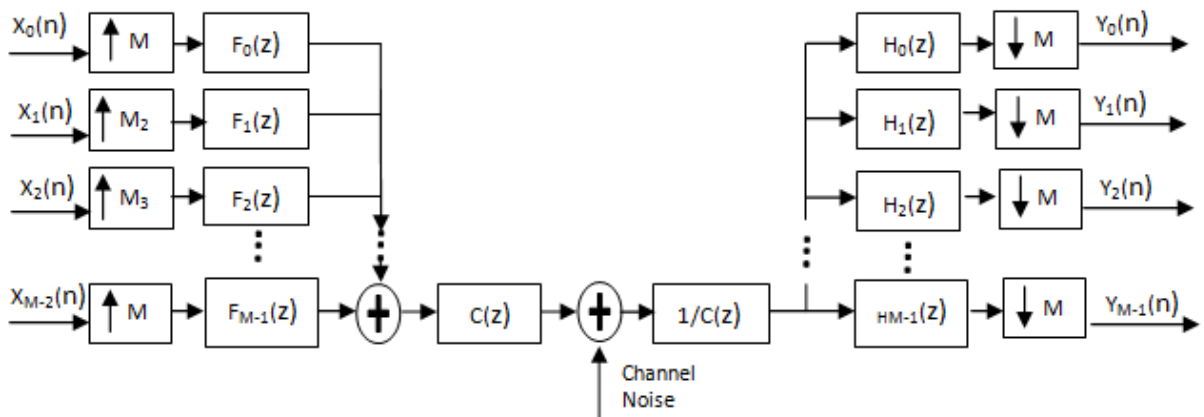 X0(n) ↑ M F0(z) H0(z) ↓ M Y0(n)
X1(n) ↑ M2 F1(z) H1(z) ↓ M Y1(n)
X2(n) ↑ M3 F2(z) H2(z) ↓ M Y2(n)
XM-2(n) ↑ M FM-1(z) + C(z) + 1/C(z) HM-1(z) ↓ M YM-1(n)
Channel
Noise